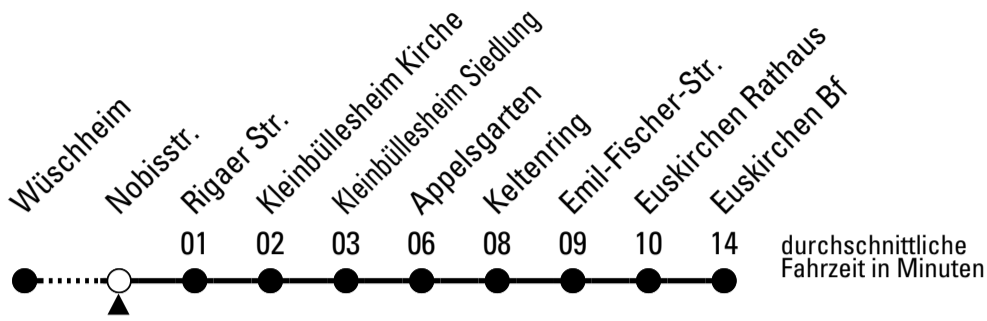 Wüschheim
Nobisstr.
Rigaer Str.
Kleinbüllesheim Kirche
Kleinbüllesheim Siedlung
Appelsgarten
Keltenring
Emil-Fischer-Str.
Euskirchen Rathaus
Euskirchen Bf
01 02 03 06 08 09 10 14
durchschnittliche
Fahrzeit in Minuten